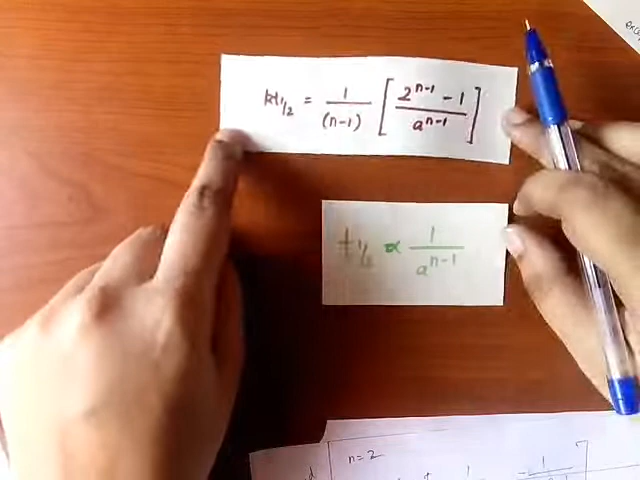 kt1/2 = 1/(n-1) [ 2^n-1 - 1 / a^n-1 ]
t1/2 ∝ 1/a^n-1
n=2